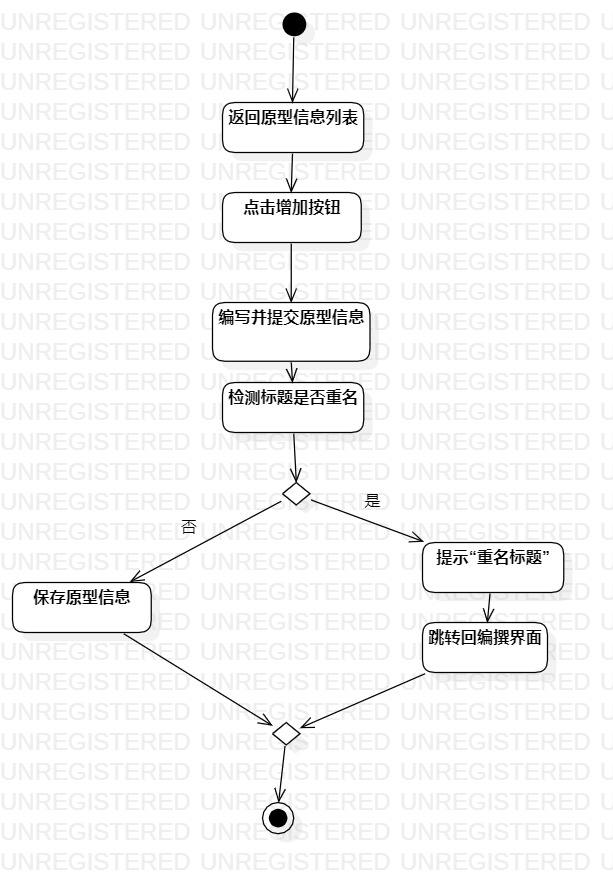 返回原型信息列表
点击增加按钮
编写并提交原型信息
检测标题是否重名
是
否
提示“重名标题”
保存原型信息
跳转回编撰界面
UNREGISTERED